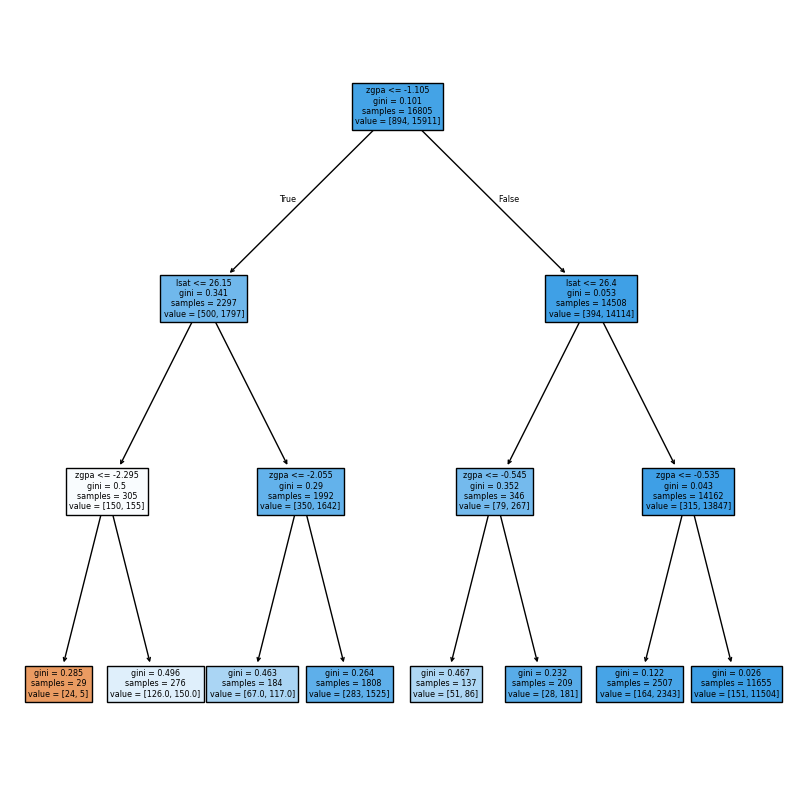 zgpa <= -1.105
gini = 0.101
samples = 16805
value = [894, 15911]
True
False
lsat <= 26.15
gini = 0.341
samples = 2297
value = [500, 1797]
lsat <= 26.4
gini = 0.053
samples = 14508
value = [394, 14114]
zgpa <= -2.295
gini = 0.5
samples = 305
value = [150, 155]
zgpa <= -2.055
gini = 0.29
samples = 1992
value = [350, 1642]
zgpa <= -0.545
gini = 0.352
samples = 346
value = [79, 267]
zgpa <= -0.535
gini = 0.043
samples = 14162
value = [315, 13847]
gini = 0.285
samples = 29
value = [24, 5]
gini = 0.496
samples = 276
value = [126.0, 150.0]
gini = 0.463
samples = 184
value = [67.0, 117.0]
gini = 0.264
samples = 1808
value = [283, 1525]
gini = 0.467
samples = 137
value = [51, 86]
gini = 0.232
samples = 209
value = [28, 181]
gini = 0.122
samples = 2507
value = [164, 2343]
gini = 0.026
samples = 11655
value = [151, 11504]